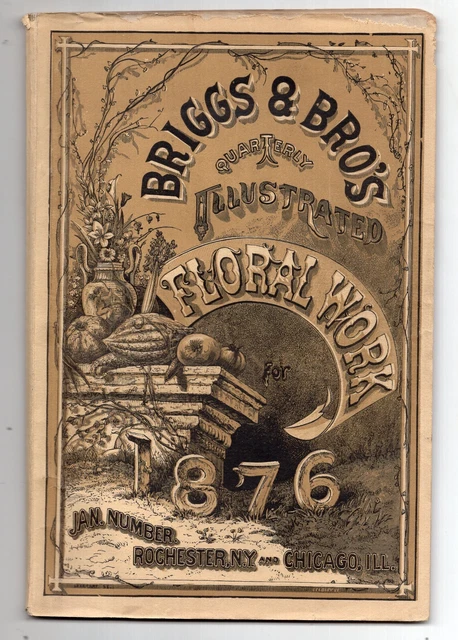 BRIGGS & BRO'S
QUARTERLY
ILLUSTRATED
FLORAL WORK
FOR
1876
JAN. NUMBER.
ROCHESTER, N.Y. AND CHICAGO, ILL.